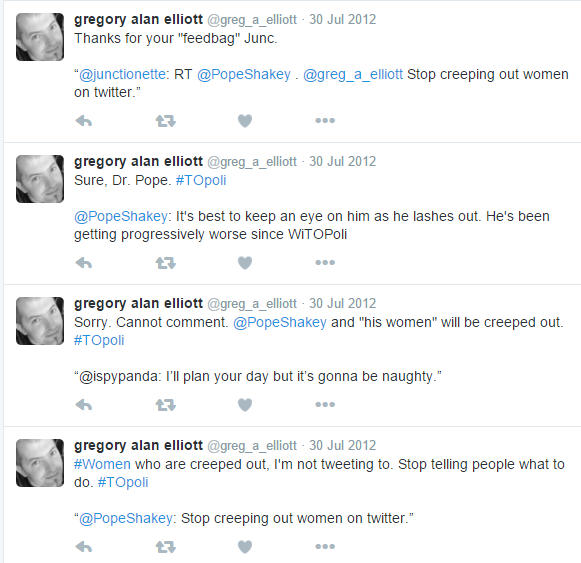 gregory alan elliott @greg_a_elliott · 30 Jul 2012
Thanks for your "feedbag" Junc.
“@junctionette: RT @PopeShakey . @greg_a_elliott Stop creeping out women
on twitter.”
gregory alan elliott @greg_a_elliott · 30 Jul 2012
Sure, Dr. Pope. #TOpoli
@PopeShakey: It's best to keep an eye on him as he lashes out. He's been
getting progressively worse since WiTOPoli
gregory alan elliott @greg_a_elliott · 30 Jul 2012
Sorry. Cannot comment. @PopeShakey and "his women" will be creeped out.
#TOpoli
“@ispypanda: I’ll plan your day but it’s gonna be naughty.”
gregory alan elliott @greg_a_elliott · 30 Jul 2012
#Women who are creeped out, I'm not tweeting to. Stop telling people what to
do. #TOpoli
“@PopeShakey: Stop creeping out women on twitter.”